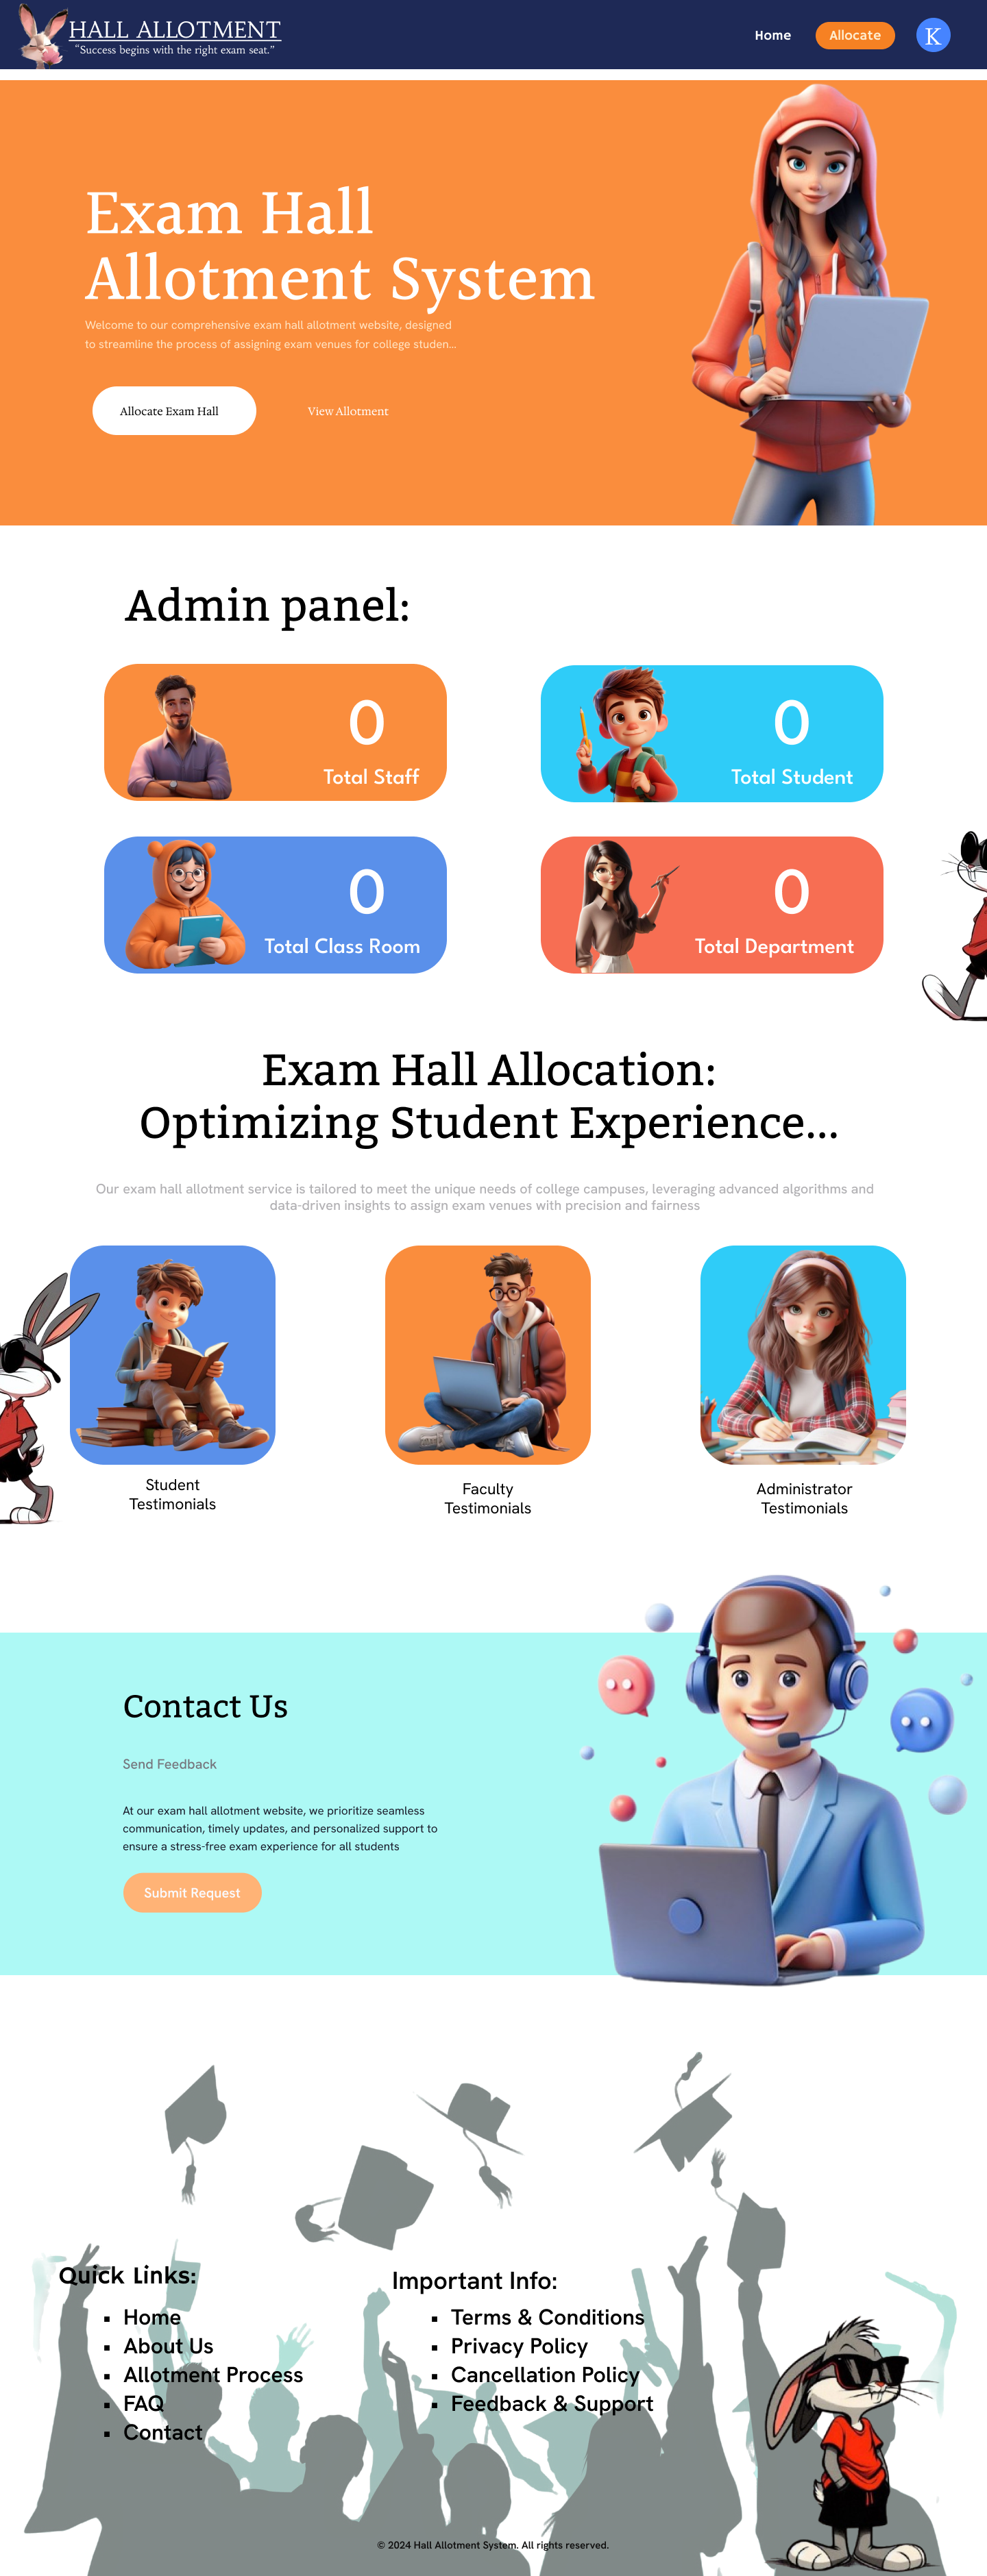 HALL ALLOTMENT
“Success begins with the right exam seat.”
Home
Allocate
K
Exam Hall
Allotment System
Welcome to our comprehensive exam hall allotment website, designed
to streamline the process of assigning exam venues for college studen...
Allocate Exam Hall
View Allotment
Admin panel:
0
Total Staff
0
Total Student
0
Total Class Room
0
Total Department
Exam Hall Allocation:
Optimizing Student Experience...
Our exam hall allotment service is tailored to meet the unique needs of college campuses, leveraging advanced algorithms and
data-driven insights to assign exam venues with precision and fairness
Student
Testimonials
Faculty
Testimonials
Administrator
Testimonials
Contact Us
Send Feedback
At our exam hall allotment website, we prioritize seamless
communication, timely updates, and personalized support to
ensure a stress-free exam experience for all students
Submit Request
Quick Links:
▪ Home
▪ About Us
▪ Allotment Process
▪ FAQ
▪ Contact
Important Info:
▪ Terms & Conditions
▪ Privacy Policy
▪ Cancellation Policy
▪ Feedback & Support
© 2024 Hall Allotment System. All rights reserved.